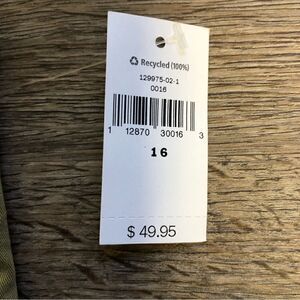 ♻ Recycled (100%)
129975-02-1
0016
1 12870 30016 3
16
$ 49.95